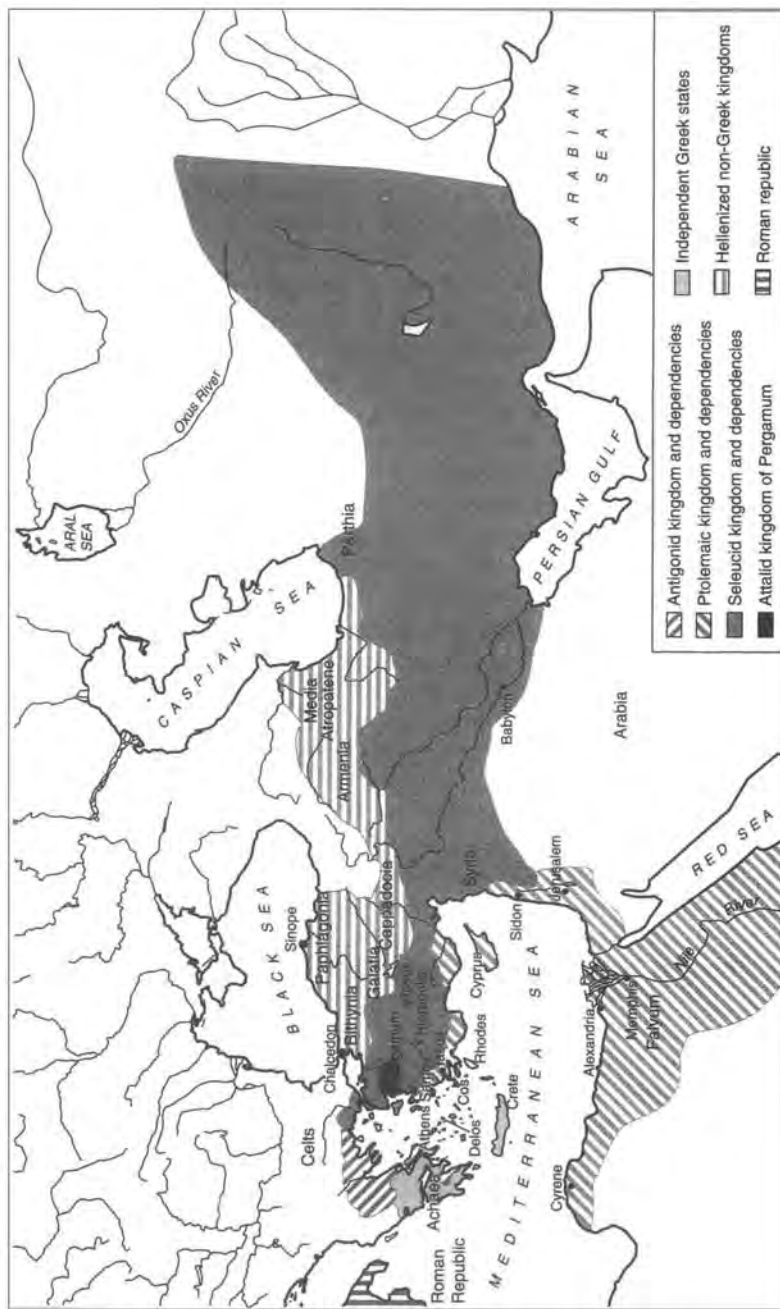 Celts
Roman
Republic
Achaea
Athens
Delos
Cos
Crete
Rhodes
Cyprus
Chalcedon
Sinope
Bithynia
Paphlagonia
Galatia
Cappadocia
Armenia
Media
Atropatene
Parthia
BLACK SEA
CASPIAN SEA
ARAL
SEA
Oxus River
MEDITERRANEAN SEA
Syria
Sidon
Jerusalem
Babylon
Arabia
PERSIAN GULF
ARABIAN
SEA
RED SEA
Cyrene
Alexandria
Memphis
Faiyum
Nile
River
Antigonid kingdom and dependencies
Ptolemaic kingdom and dependencies
Seleucid kingdom and dependencies
Attalid kingdom of Pergamum
Independent Greek states
Hellenized non-Greek kingdoms
Roman republic